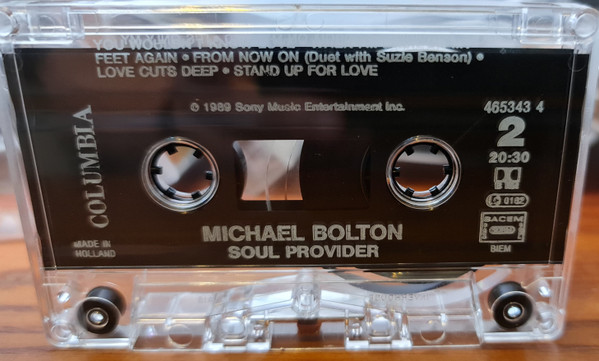 FEET AGAIN • FROM NOW ON (Duet with Suzie Benson) •
LOVE CUTS DEEP • STAND UP FOR LOVE
© 1989 Sony Music Entertainment Inc.
465343 4
2
20:30
COLUMBIA
0162
SACEM
BIEM
MICHAEL BOLTON
SOUL PROVIDER
MADE IN
HOLLAND